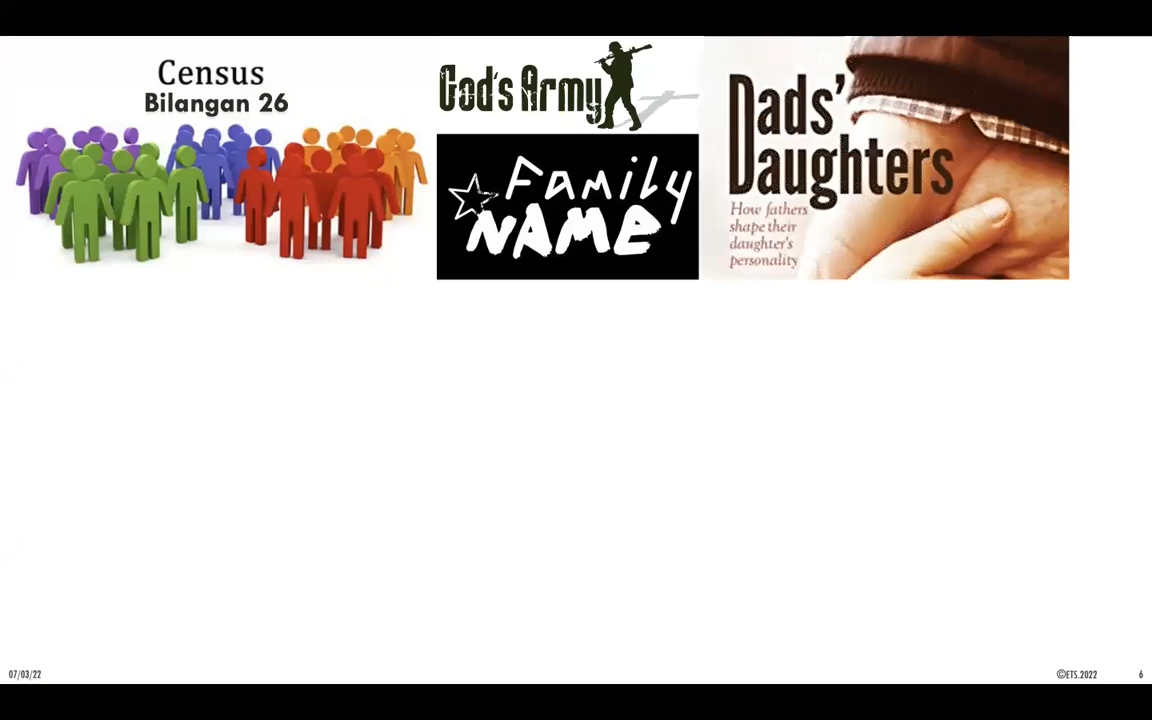 Census
Bilangan 26
God's Army
Family
NAME
Dads'
Daughters
How fathers
shape their
daughter's
personality
07/03/22
©ETS.2022
6